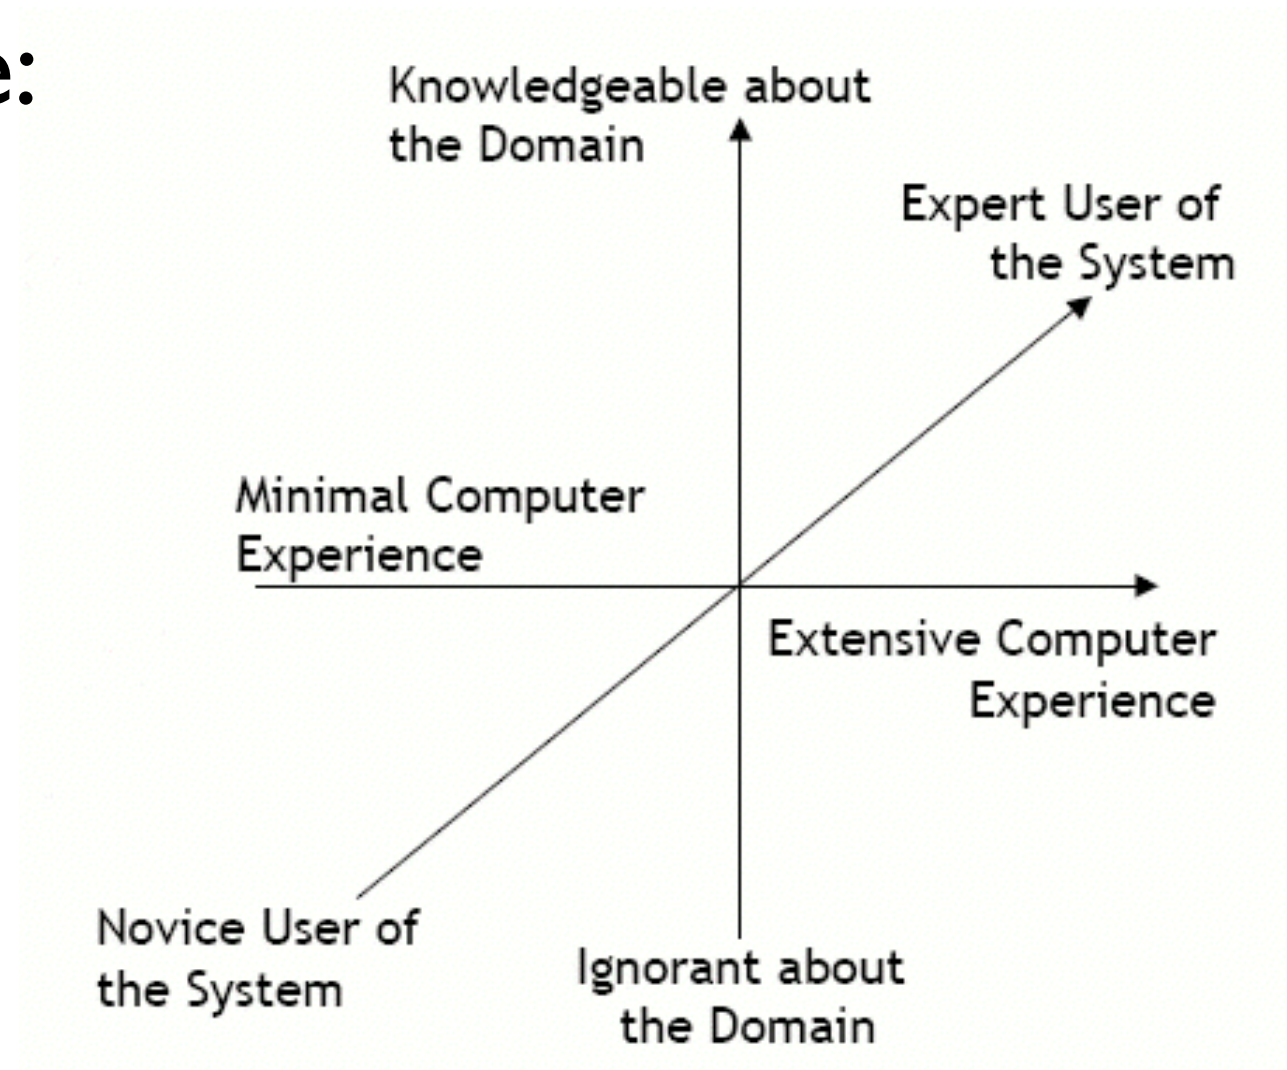 e:
Knowledgeable about
the Domain
Expert User of
the System
Minimal Computer
Experience
Extensive Computer
Experience
Novice User of
the System
Ignorant about
the Domain